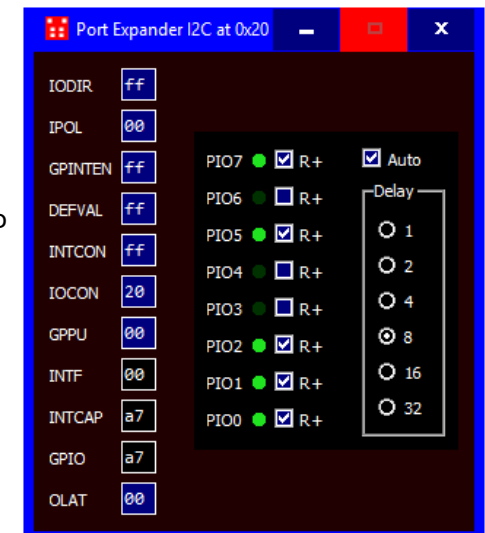 Port Expander I2C at 0x20
IODIR ff
IPOL 00
GPINTEN ff
DEFVAL ff
INTCON ff
IOCON 20
GPPU 00
INTF 00
INTCAP a7
GPIO a7
OLAT 00
PIO7 R+
PIO6 R+
PIO5 R+
PIO4 R+
PIO3 R+
PIO2 R+
PIO1 R+
PIO0 R+
Auto
Delay
1
2
4
8
16
32
o